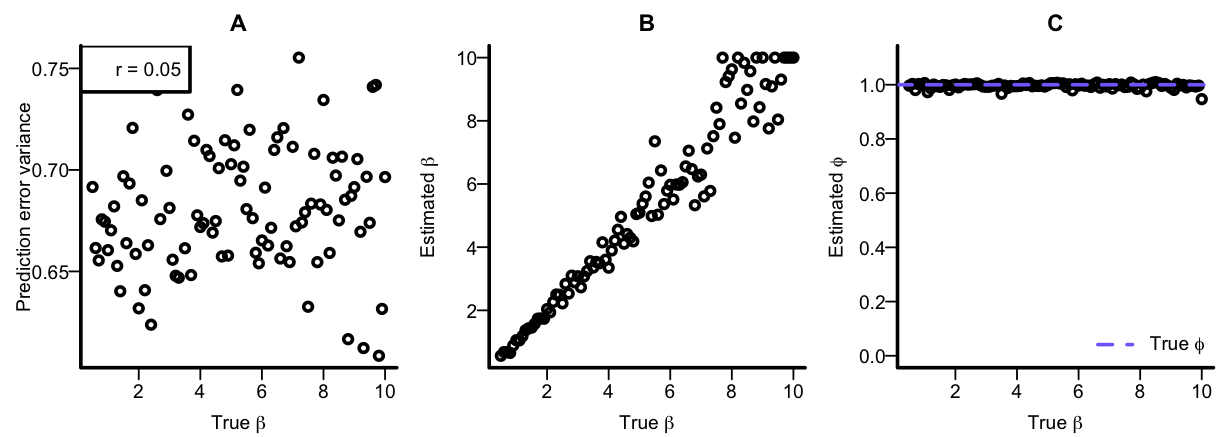 A
Prediction error variance
0.75
0.70
0.65
r = 0.05
2 4 6 8 10
True β
B
Estimated β
10
8
6
4
2
2 4 6 8 10
True β
C
Estimated ϕ
1.0
0.8
0.6
0.4
0.2
0.0
True ϕ
2 4 6 8 10
True β